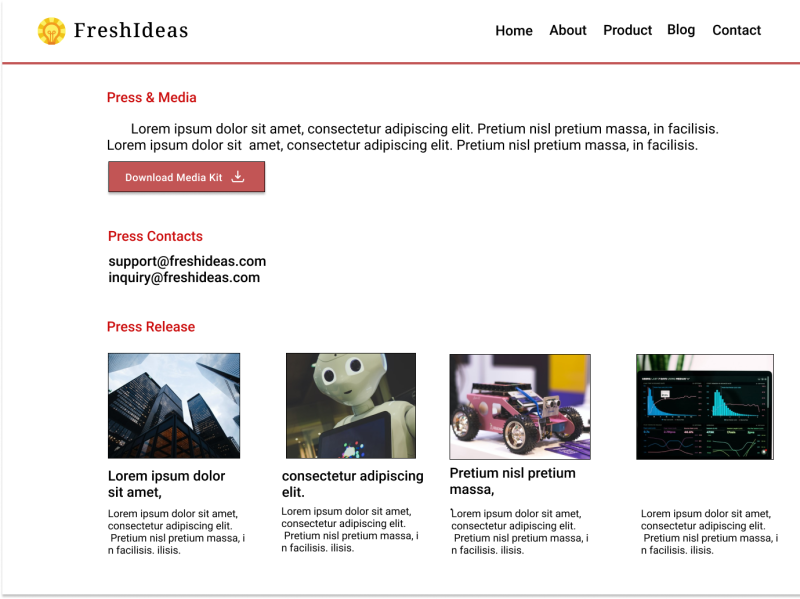 FreshIdeas
Home About Product Blog Contact
Press & Media
Lorem ipsum dolor sit amet, consectetur adipiscing elit. Pretium nisl pretium massa, in facilisis.
Lorem ipsum dolor sit  amet, consectetur adipiscing elit. Pretium nisl pretium massa, in facilisis.
Download Media Kit
Press Contacts
support@freshideas.com
inquiry@freshideas.com
Press Release
Lorem ipsum dolor
sit amet,
Lorem ipsum dolor sit amet,
consectetur adipiscing elit.
Pretium nisl pretium massa, i
n facilisis. ilisis.
consectetur adipiscing
elit.
Lorem ipsum dolor sit amet,
consectetur adipiscing elit.
Pretium nisl pretium massa, i
n facilisis. ilisis.
Pretium nisl pretium
massa,
Lorem ipsum dolor sit amet,
consectetur adipiscing elit.
Pretium nisl pretium massa, i
n facilisis. ilisis.
Lorem ipsum dolor sit amet,
consectetur adipiscing elit.
Pretium nisl pretium massa, i
n facilisis. ilisis.